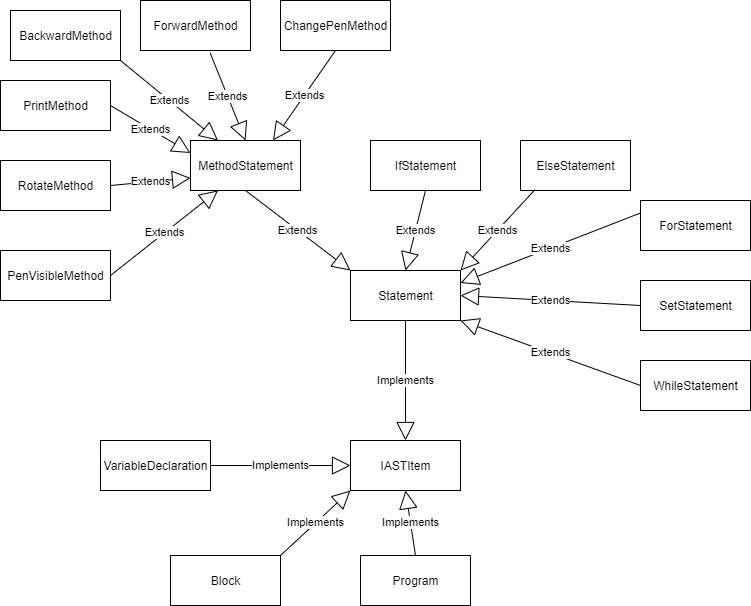 ForwardMethod
ChangePenMethod
BackwardMethod
Extends
Extends
Extends
PrintMethod
Extends
MethodStatement
IfStatement
ElseStatement
RotateMethod
Extends
ForStatement
PenVisibleMethod
Extends
Extends
Extends
Extends
Extends
Statement
SetStatement
Extends
Extends
WhileStatement
Implements
VariableDeclaration
Implements
IASTItem
Implements
Implements
Block
Program